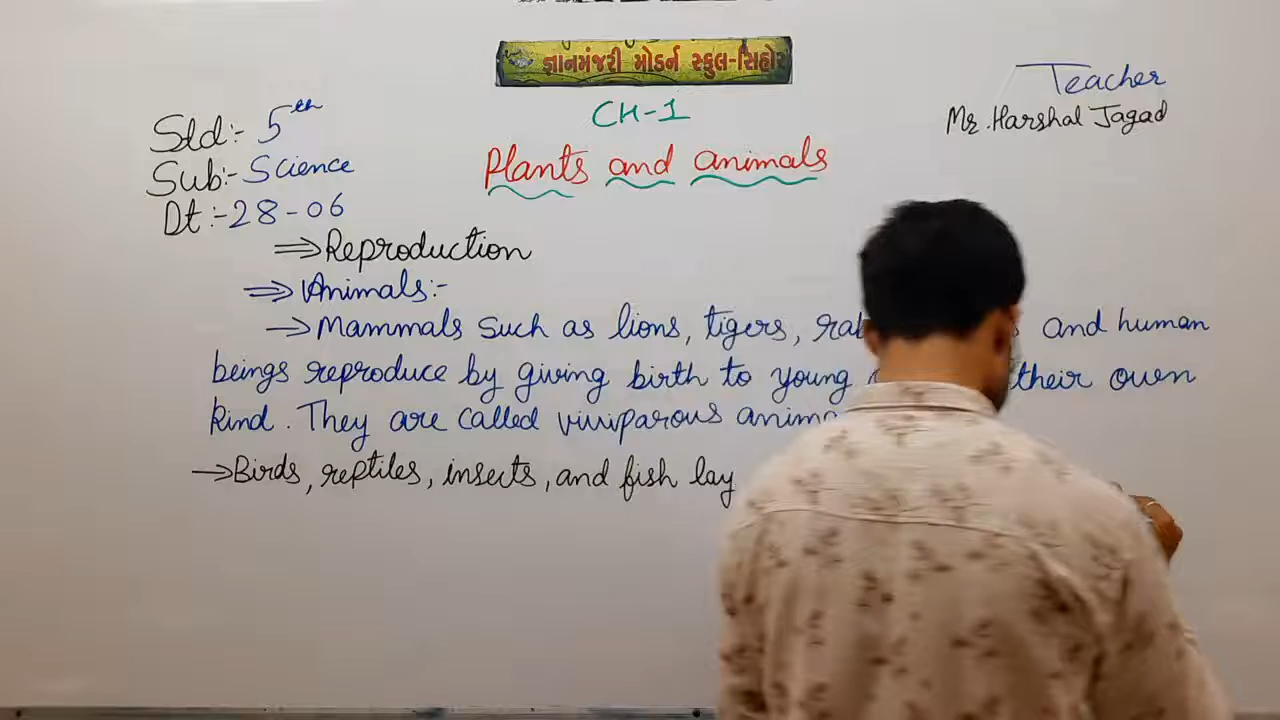 જ્ઞાનમંજરી મોડર્ન સ્કુલ-સિહોર
Teacher
CH-1
Mr. Harshal Jagad
Std:- 5th
Plants and animals
Sub:- Science
Dt:- 28-06
⇒ Reproduction
⇒ Animals:-
→ Mammals such as lions, tigers, and human
beings reproduce by giving birth to young their own
kind. They are called viviparous
→ Birds, reptiles, insects, and fish lay